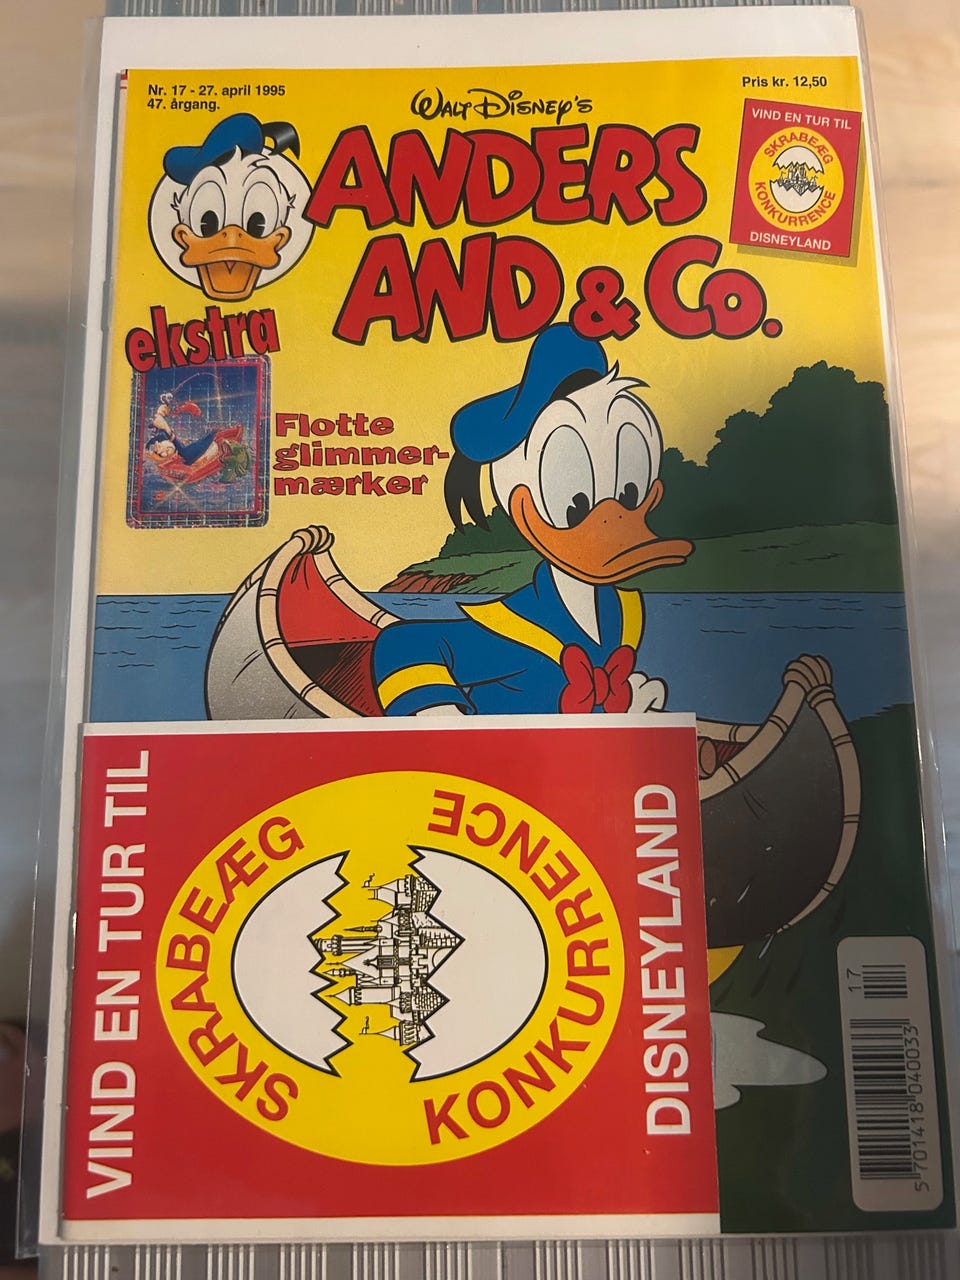 Nr. 17 - 27. april 1995
47. årgang.
WALT DISNEY'S
Pris kr. 12,50
ANDERS
AND & Co.
VIND EN TUR TIL
SKRABEÆG
KONKURRENCE
DISNEYLAND
ekstra
Flotte
glimmer-
mærker
VIND EN TUR TIL
SKRABEÆG
KONKURRENCE
DISNEYLAND
17
5 701418 040033